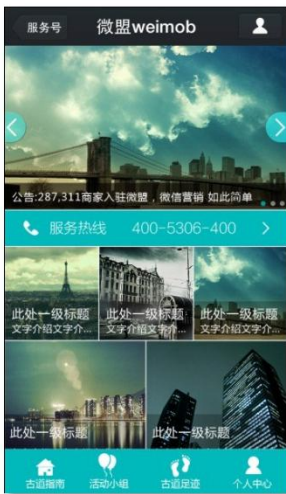 服务号
微盟weimob
公告:287,311商家入驻微盟，微信营销 如此简单
服务热线 400-5306-400
此处一级标题
文字介绍文字介...
此处一级标题
文字介绍文字介...
此处一级标题
文字介绍文字介...
此处一级标题
此处一级标题
古道指南
活动小组
古道足迹
个人中心